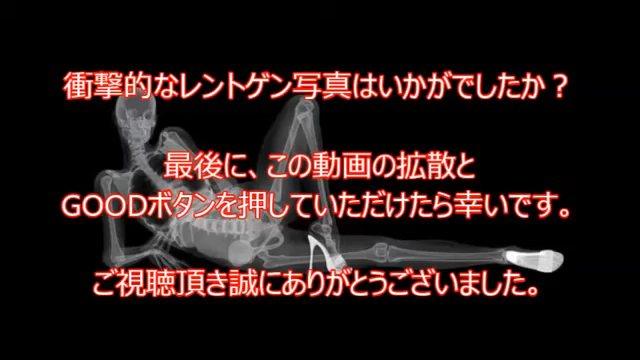 衝撃的なレントゲン写真はいかがでしたか？
最後に、この動画の拡散と
GOODボタンを押していただけたら幸いです。
ご視聴頂き誠にありがとうございました。